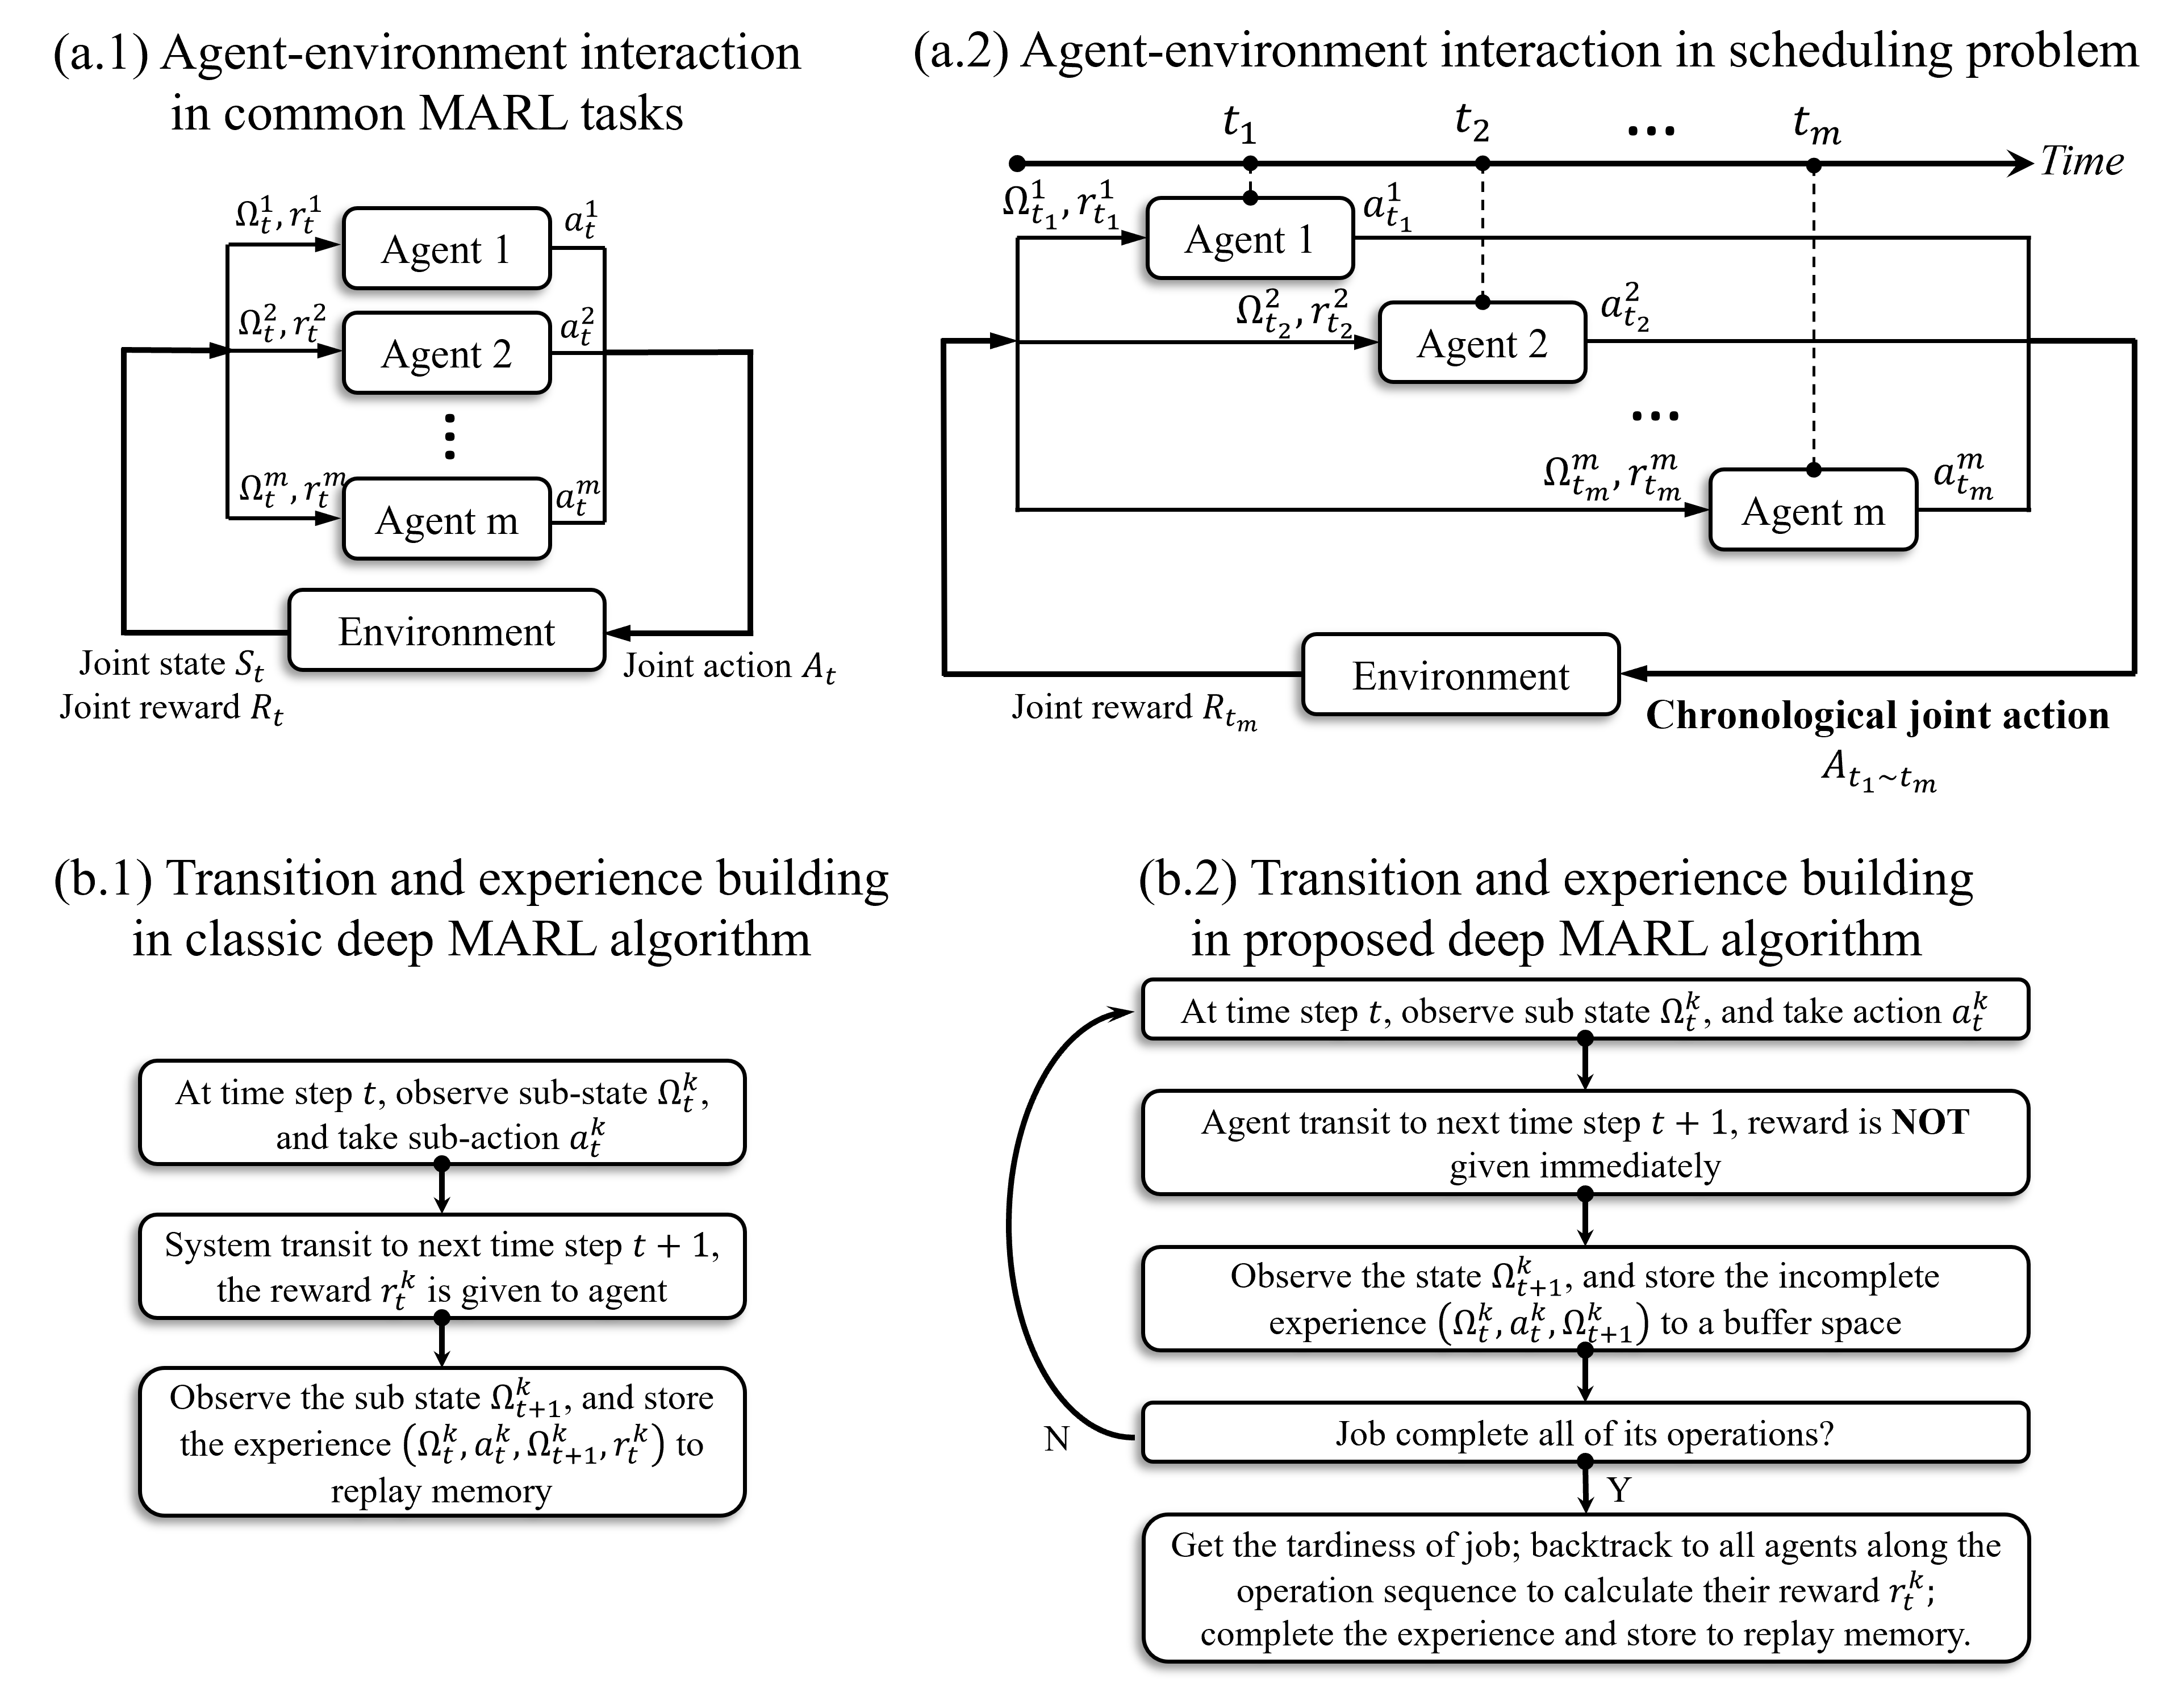 (a.1) Agent-environment interaction
in common MARL tasks
Ω_t^1, r_t^1
Agent 1
a_t^1
Ω_t^2, r_t^2
Agent 2
a_t^2
⋮
Ω_t^m, r_t^m
Agent m
a_t^m
Environment
Joint state S_t
Joint reward R_t
Joint action A_t
(a.2) Agent-environment interaction in scheduling problem
t_1 t_2 … t_m
Time
Ω_{t_1}^1, r_{t_1}^1
Agent 1
a_{t_1}^1
Ω_{t_2}^2, r_{t_2}^2
Agent 2
a_{t_2}^2
…
Ω_{t_m}^m, r_{t_m}^m
Agent m
a_{t_m}^m
Environment
Joint reward R_{t_m}
Chronological joint action
A_{t_1~t_m}
(b.1) Transition and experience building
in classic deep MARL algorithm
At time step t, observe sub-state Ω_t^k,
and take sub-action a_t^k
System transit to next time step t + 1,
the reward r_t^k is given to agent
Observe the sub state Ω_{t+1}^k, and store
the experience (Ω_t^k, a_t^k, Ω_{t+1}^k, r_t^k) to
replay memory
(b.2) Transition and experience building
in proposed deep MARL algorithm
At time step t, observe sub state Ω_t^k, and take action a_t^k
Agent transit to next time step t + 1, reward is NOT
given immediately
Observe the state Ω_{t+1}^k, and store the incomplete
experience (Ω_t^k, a_t^k, Ω_{t+1}^k) to a buffer space
Job complete all of its operations?
N
Y
Get the tardiness of job; backtrack to all agents along the
operation sequence to calculate their reward r_t^k;
complete the experience and store to replay memory.